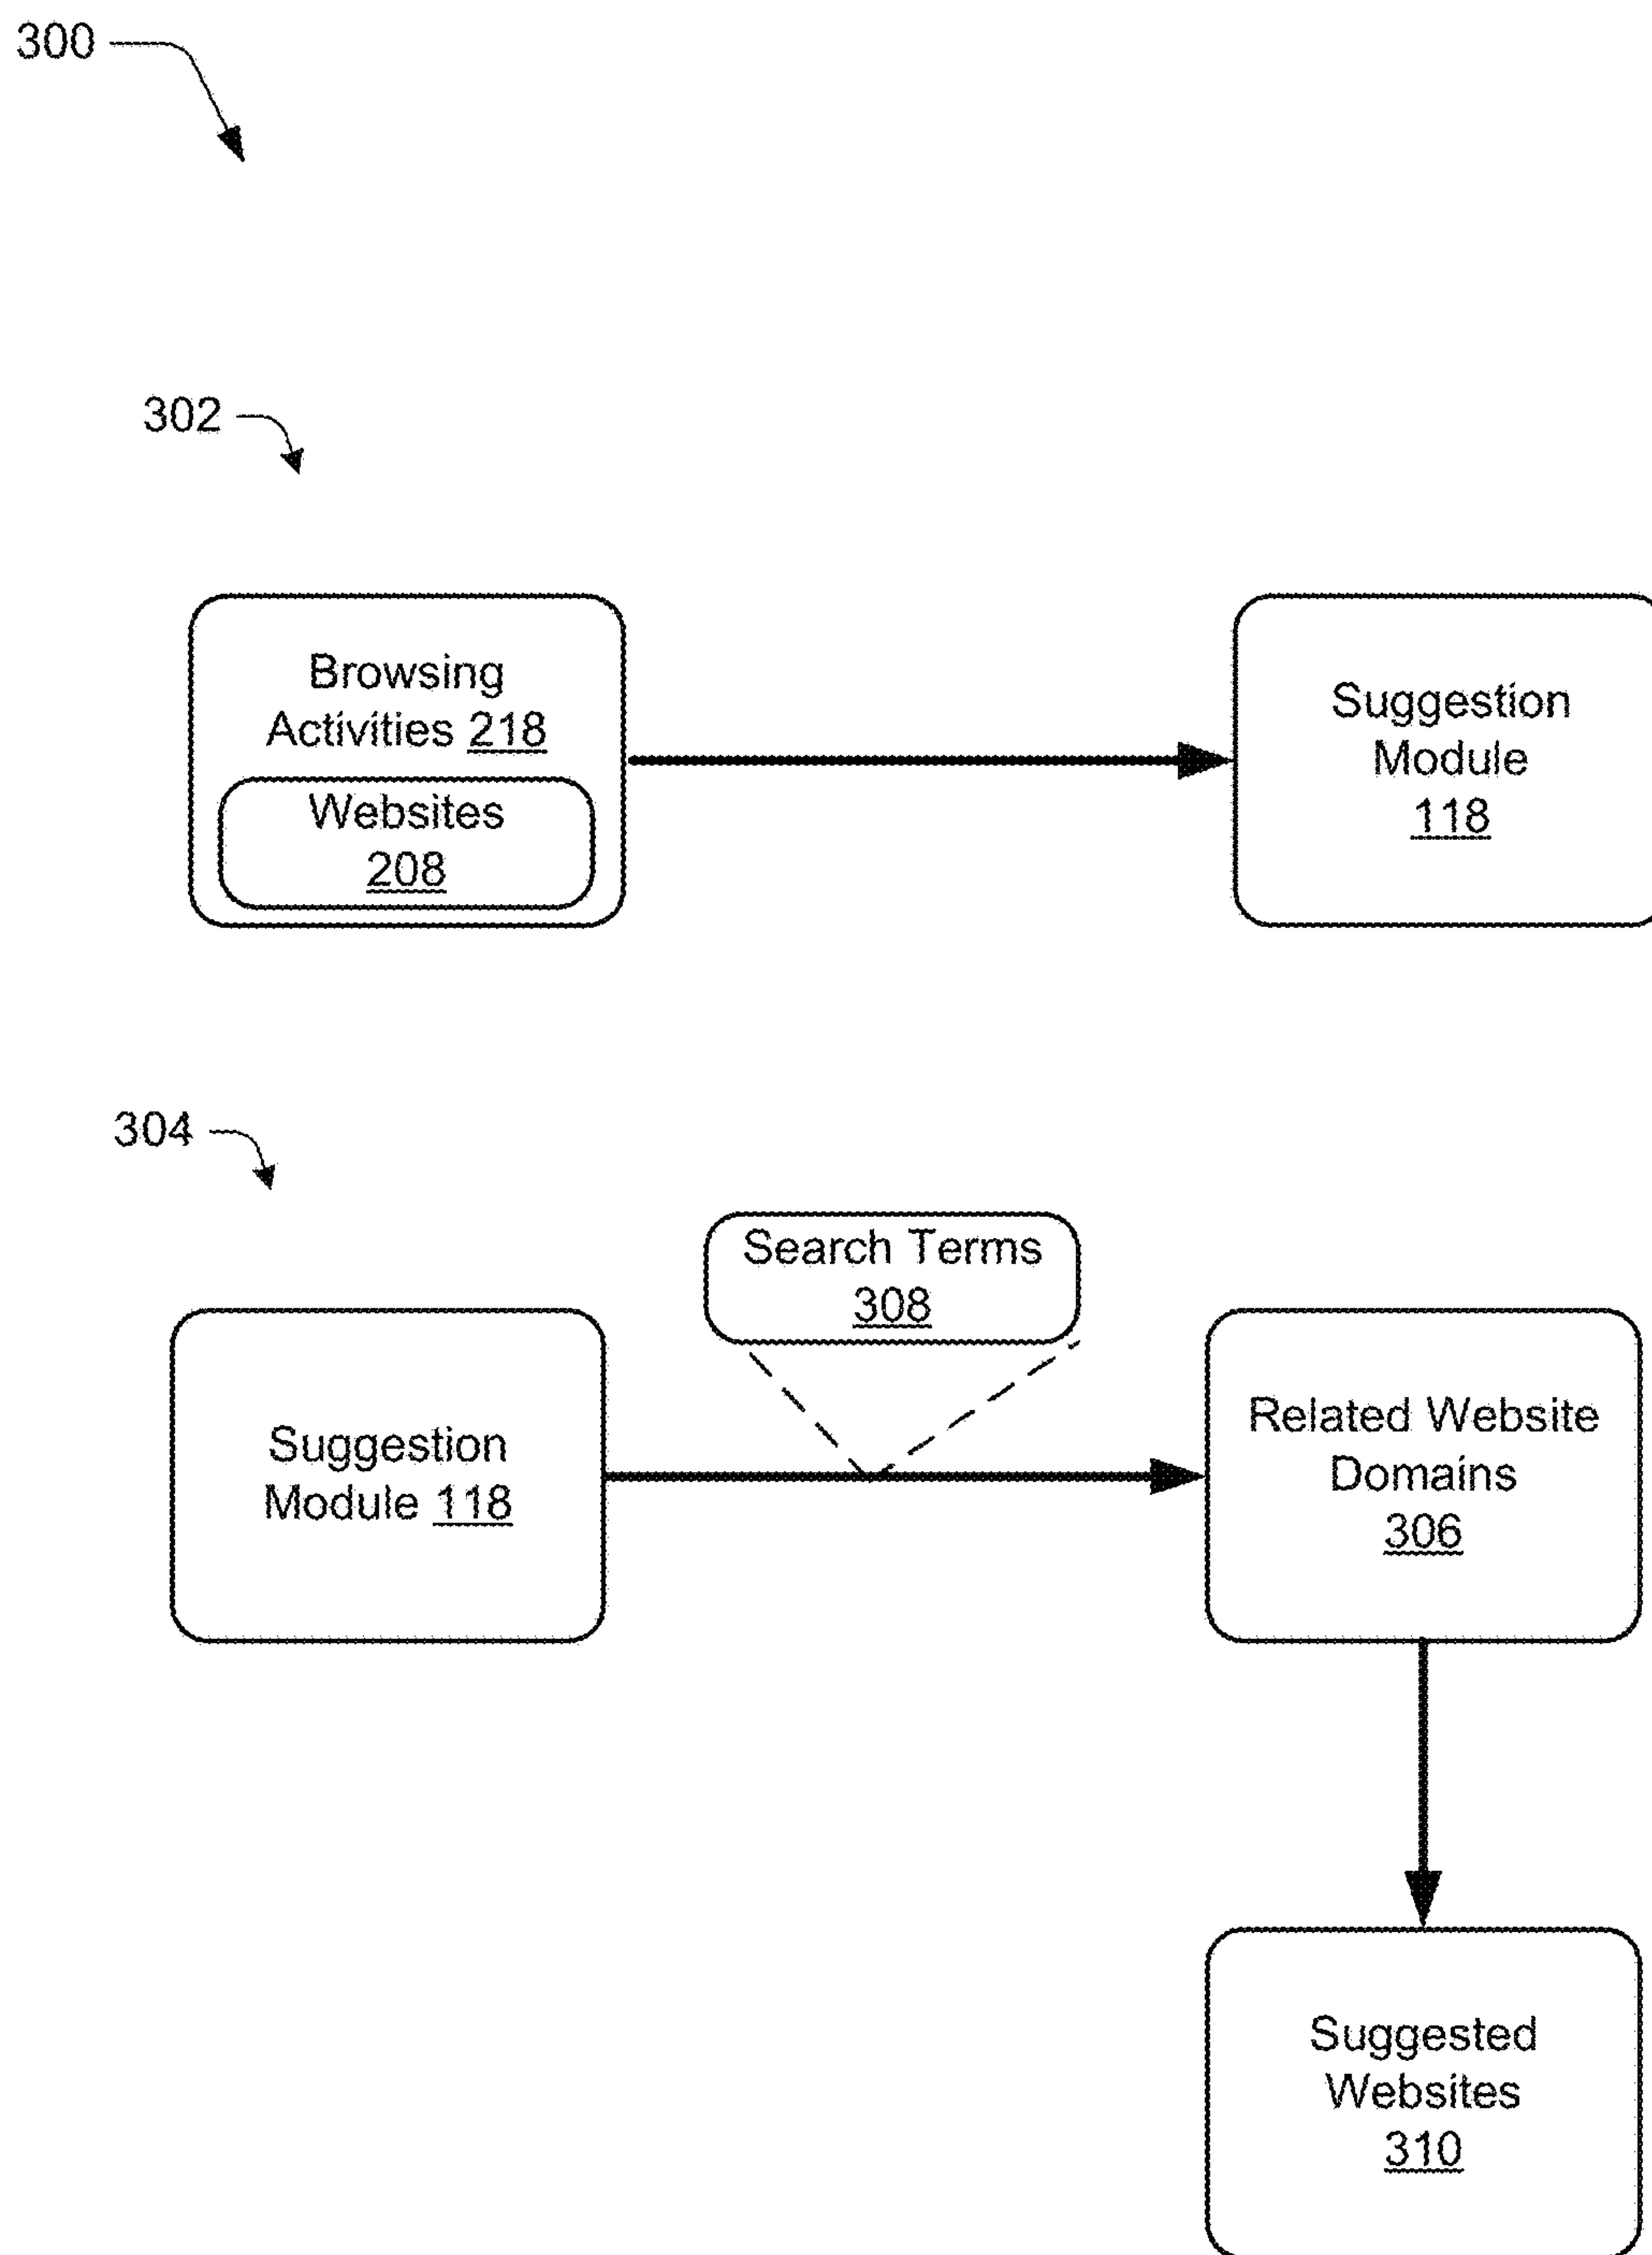 300
302
Browsing
Activities 218
Websites
208
Suggestion
Module
118
304
Search Terms
308
Suggestion
Module 118
Related Website
Domains
306
Suggested
Websites
310